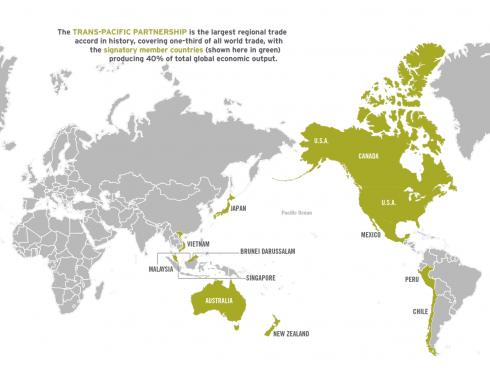 The TRANS-PACIFIC PARTNERSHIP is the largest regional trade
accord in history, covering one-third of all world trade, with
the signatory member countries (shown here in green)
producing 40% of total global economic output.
U.S.A.
CANADA
U.S.A.
JAPAN
Pacific Ocean
MEXICO
VIETNAM
BRUNEI DARUSSALAM
MALAYSIA
SINGAPORE
PERU
AUSTRALIA
CHILE
NEW ZEALAND